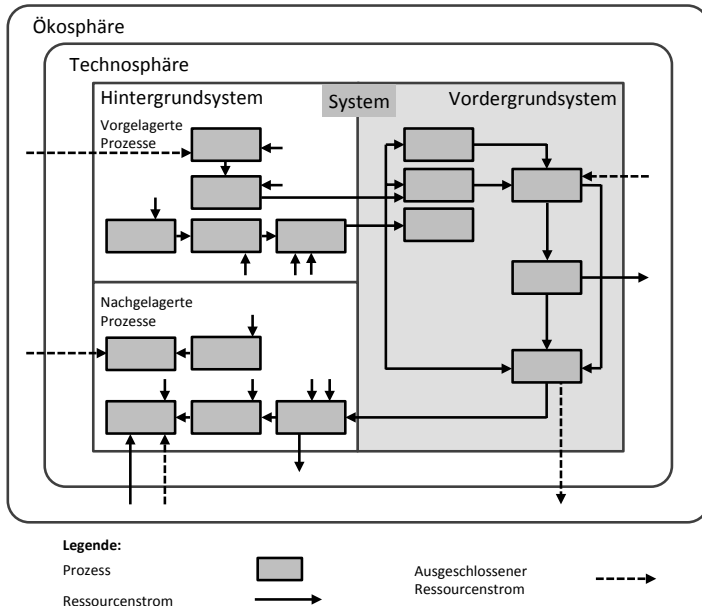 Ökosphäre
Technosphäre
Hintergrundsystem
System
Vordergrundsystem
Vorgelagerte
Prozesse
Nachgelagerte
Prozesse
Legende:
Prozess
Ausgeschlossener
Ressourcenstrom
Ressourcenstrom